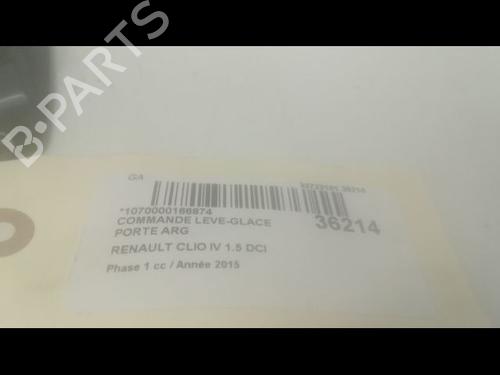 GA
*1070000166874
COMMANDE LEVE-GLACE
PORTE ARG
36214
RENAULT CLIO IV 1.5 DCI
Phase 1 cc / Année 2015
B-PARTS